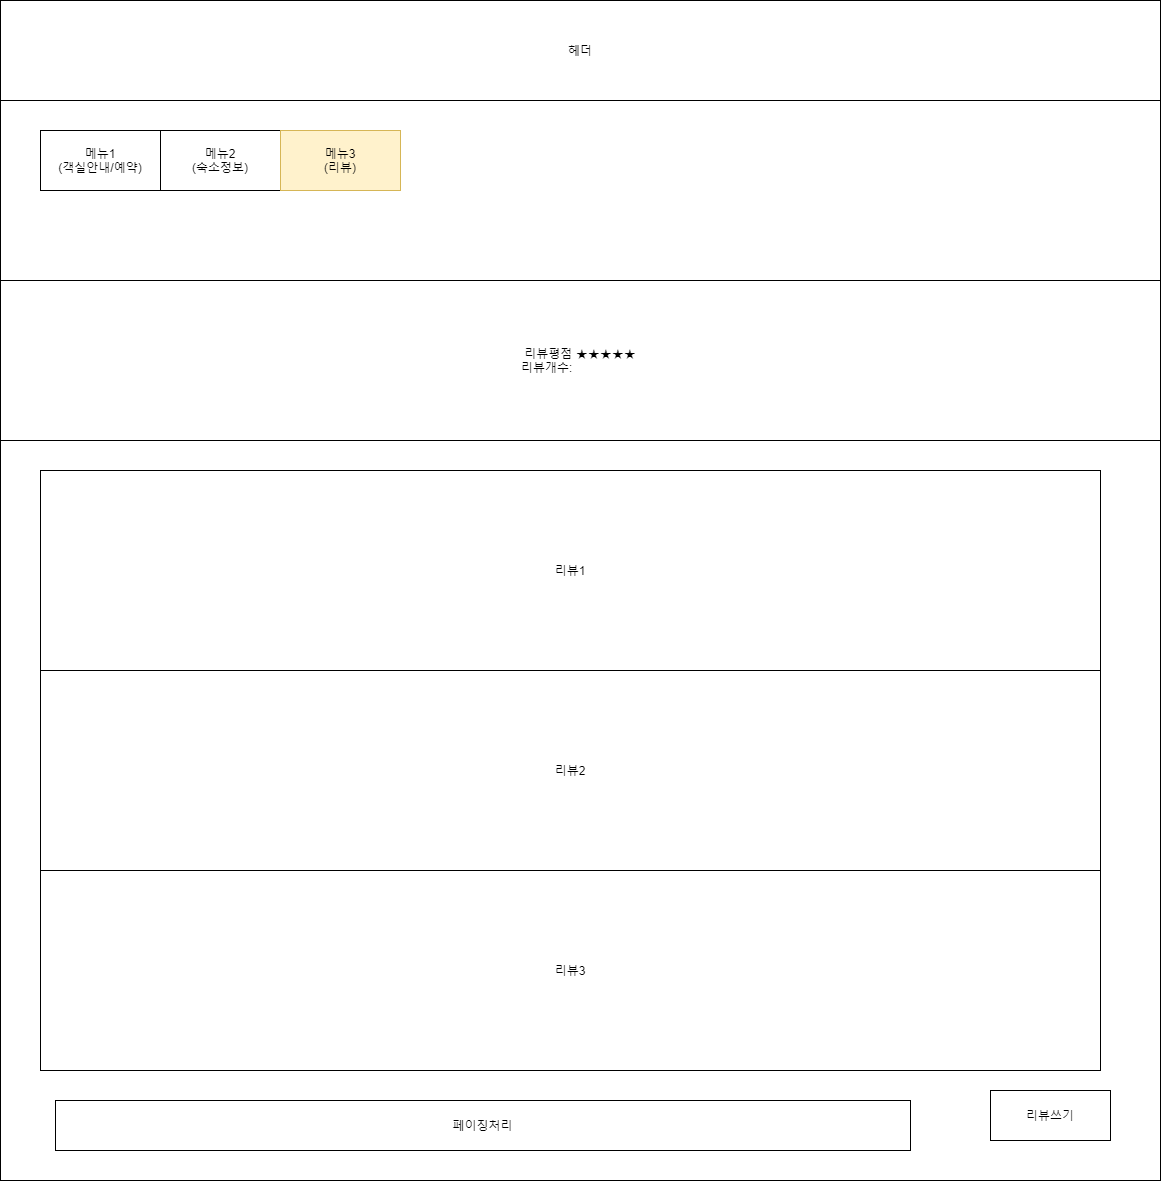 헤더
메뉴1
(객실안내/예약)
메뉴2
(숙소정보)
메뉴3
(리뷰)
리뷰평점 ★★★★★
리뷰개수:
리뷰1
리뷰2
리뷰3
페이징처리
리뷰쓰기